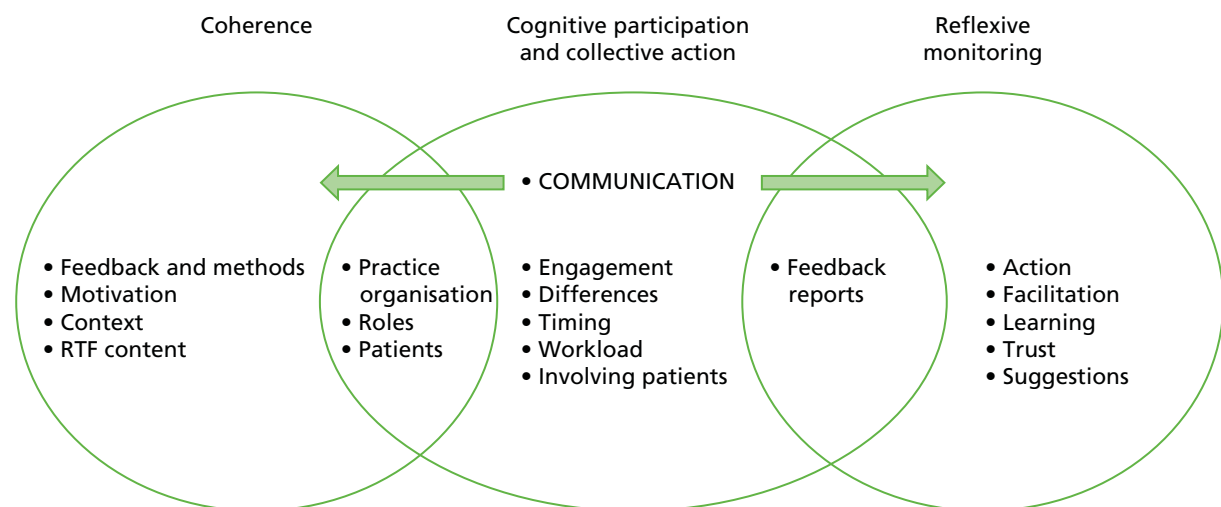 Coherence
Cognitive participation
and collective action
Reflexive
monitoring
• COMMUNICATION
• Feedback and methods
• Motivation
• Context
• RTF content
• Practice
organisation
• Roles
• Patients
• Engagement
• Differences
• Timing
• Workload
• Involving patients
• Feedback
reports
• Action
• Facilitation
• Learning
• Trust
• Suggestions